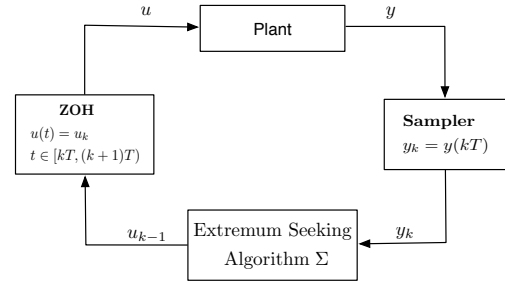 u
Plant
y
ZOH
u(t) = u_k
t ∈ [kT, (k + 1)T)
Sampler
y_k = y(kT)
u_{k−1}
Extremum Seeking
Algorithm Σ
y_k